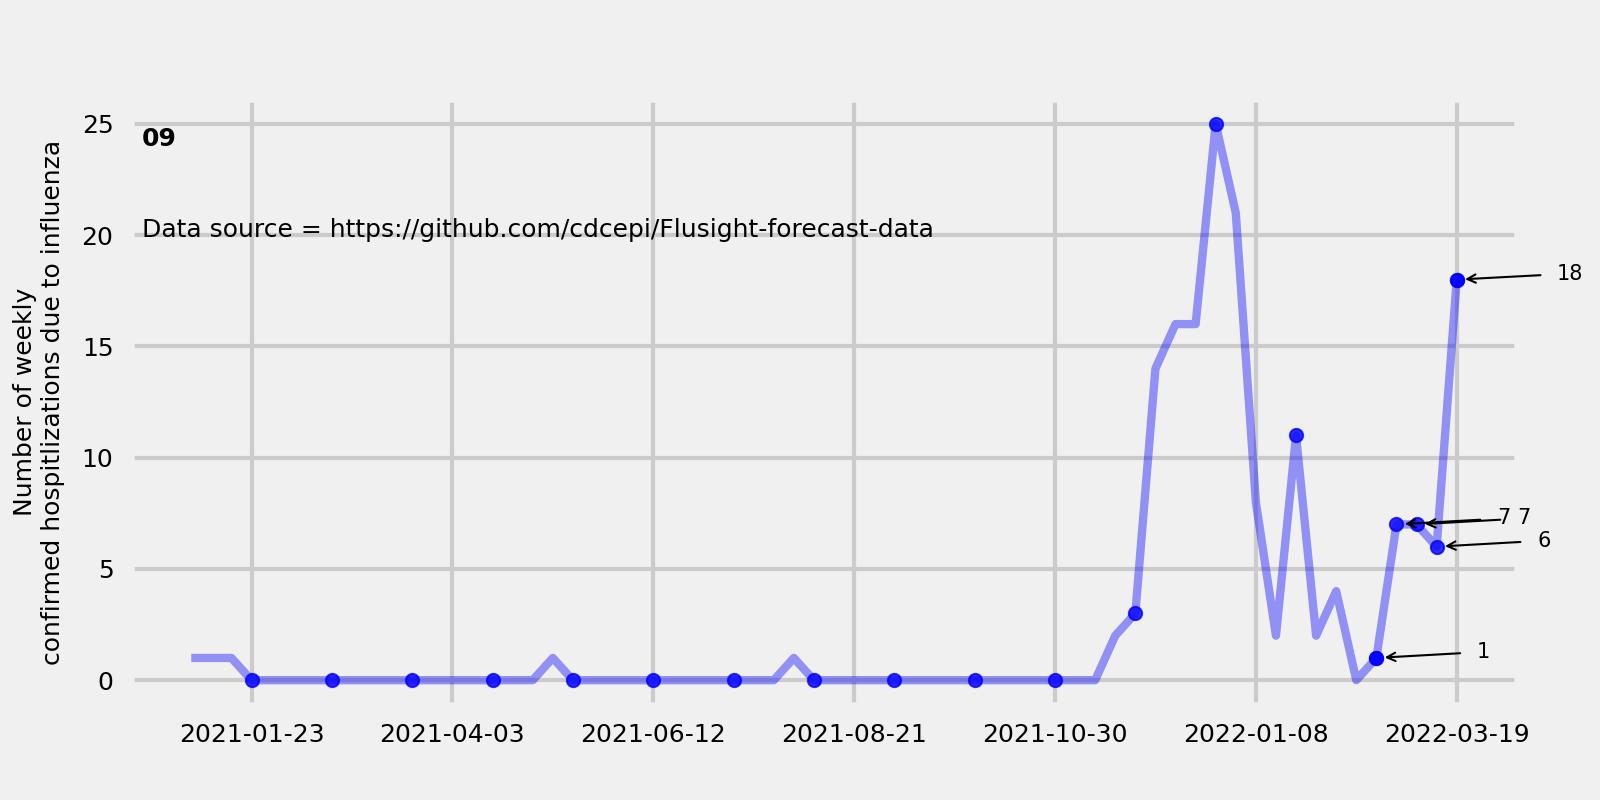 Number of weekly
confirmed hospitlizations due to influenza
25
20
15
10
5
0
09
Data source = https://github.com/cdcepi/Flusight-forecast-data
18
7 7
6
1
2021-01-23 2021-04-03 2021-06-12 2021-08-21 2021-10-30 2022-01-08 2022-03-19